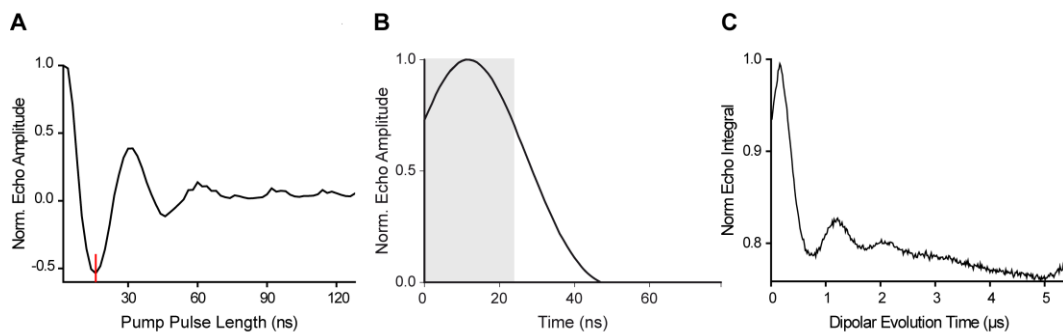 A
B
C
Norm. Echo Amplitude
1.0
0.5
0.0
-0.5
30
60
90
120
Pump Pulse Length (ns)
Norm. Echo Amplitude
1.0
0.5
0.0
0
20
40
60
Time (ns)
Norm Echo Integral
1.0
0.9
0.8
0
1
2
3
4
5
Dipolar Evolution Time (µs)